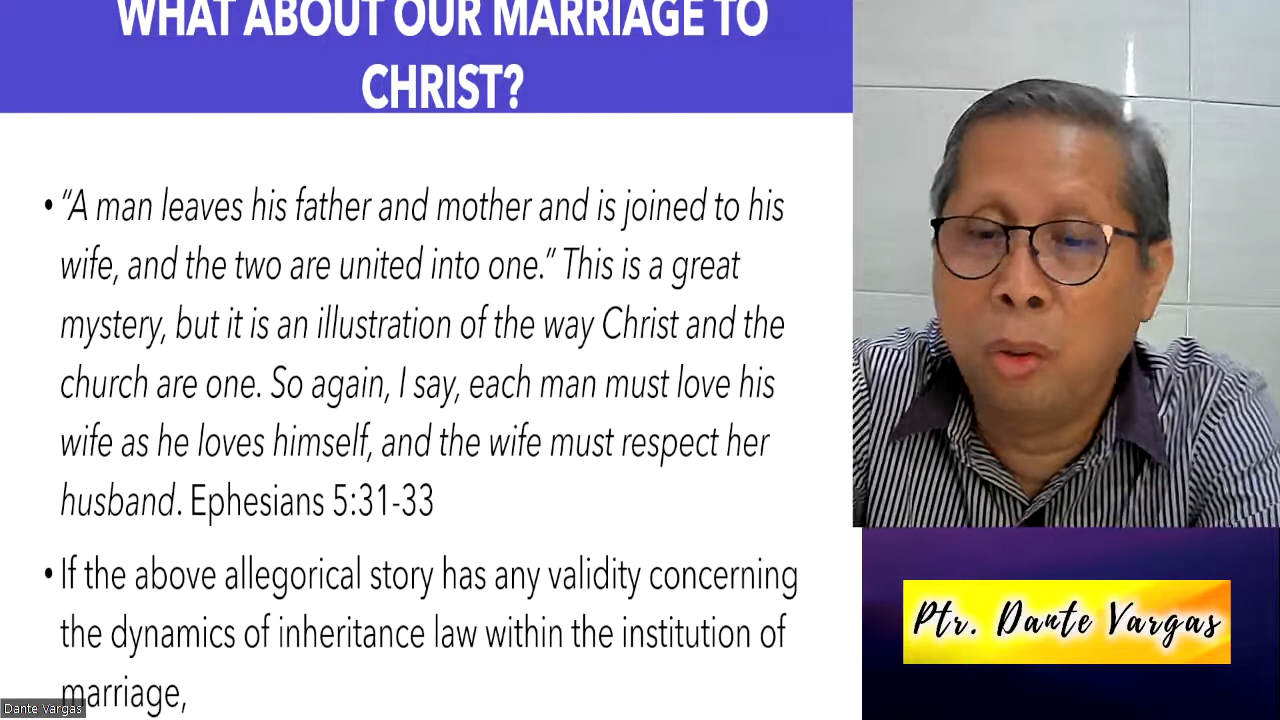 WHAT ABOUT OUR MARRIAGE TO
CHRIST?
• “A man leaves his father and mother and is joined to his
wife, and the two are united into one.” This is a great
mystery, but it is an illustration of the way Christ and the
church are one. So again, I say, each man must love his
wife as he loves himself, and the wife must respect her
husband. Ephesians 5:31-33
• If the above allegorical story has any validity concerning
the dynamics of inheritance law within the institution of
marriage,
Ptr. Dante Vargas
Dante Vargas